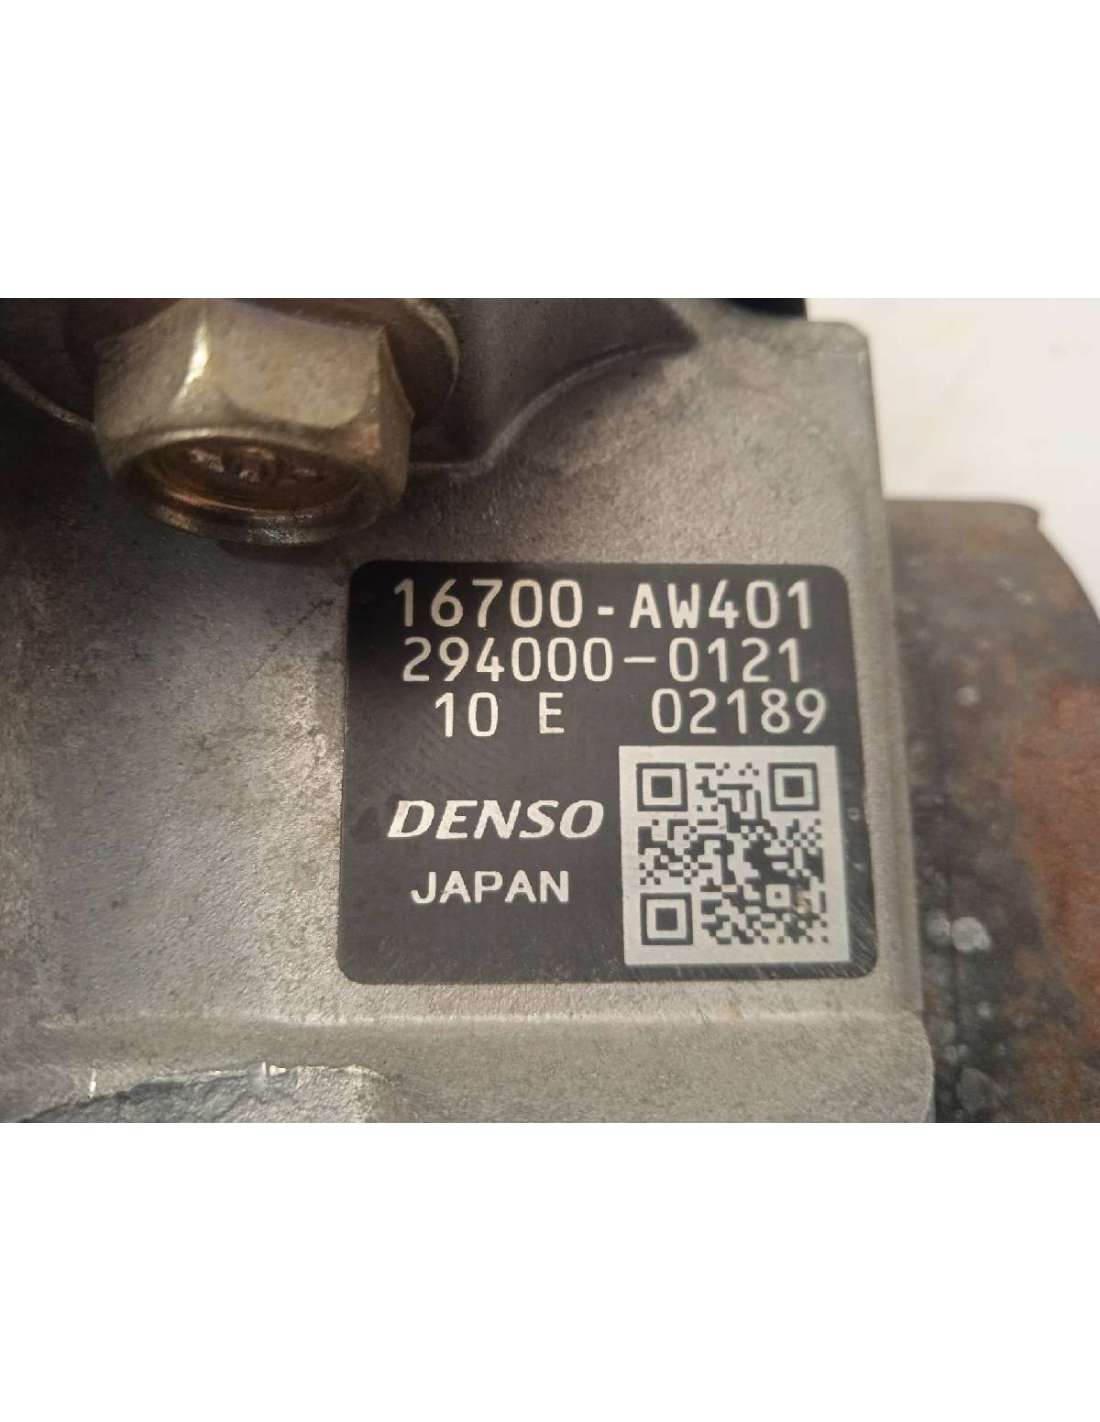 16700-AW401
294000-0121
10 E 02189
DENSO
JAPAN